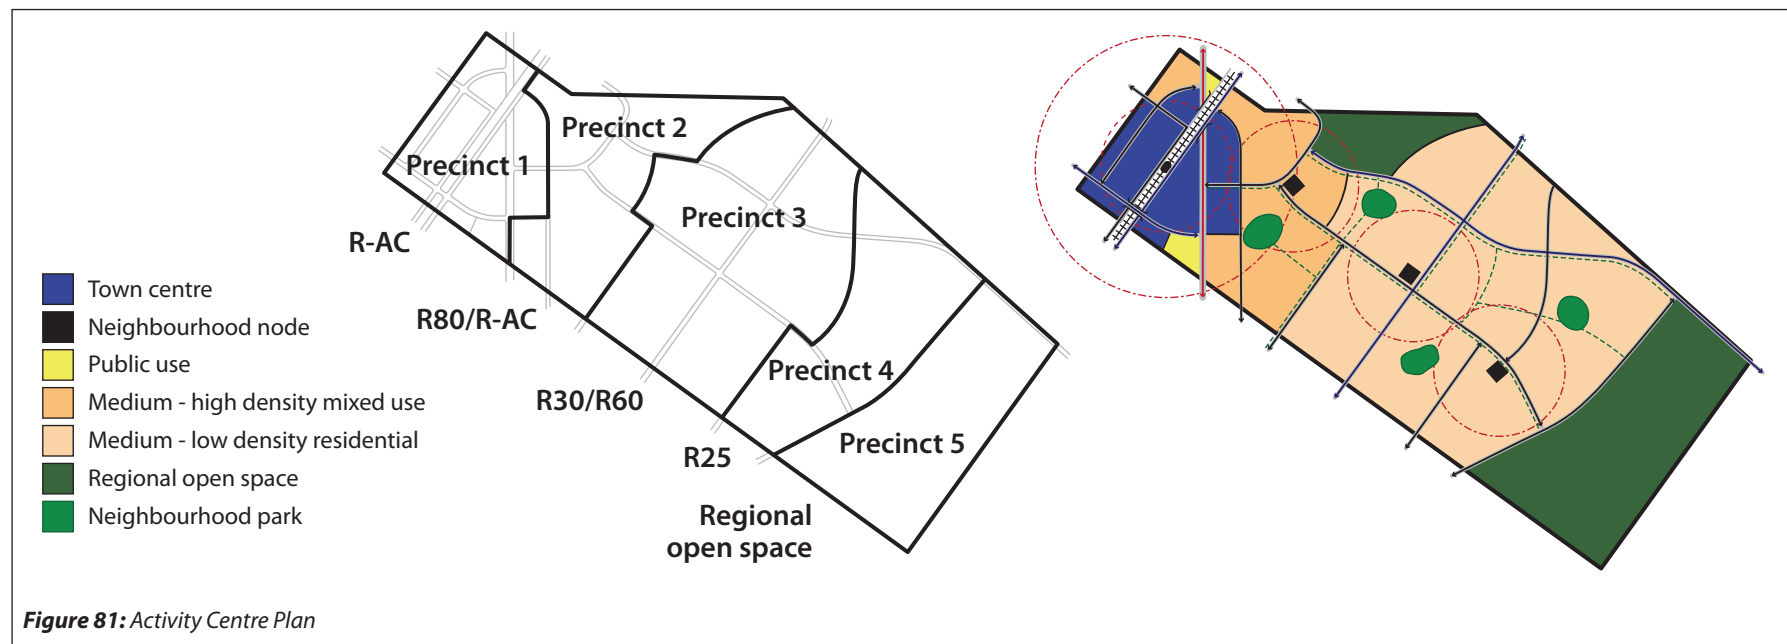 Precinct 1
Precinct 2
Precinct 3
Precinct 4
Precinct 5
R-AC
R80/R-AC
R30/R60
R25
Regional
open space
Town centre
Neighbourhood node
Public use
Medium - high density mixed use
Medium - low density residential
Regional open space
Neighbourhood park
Figure 81: Activity Centre Plan